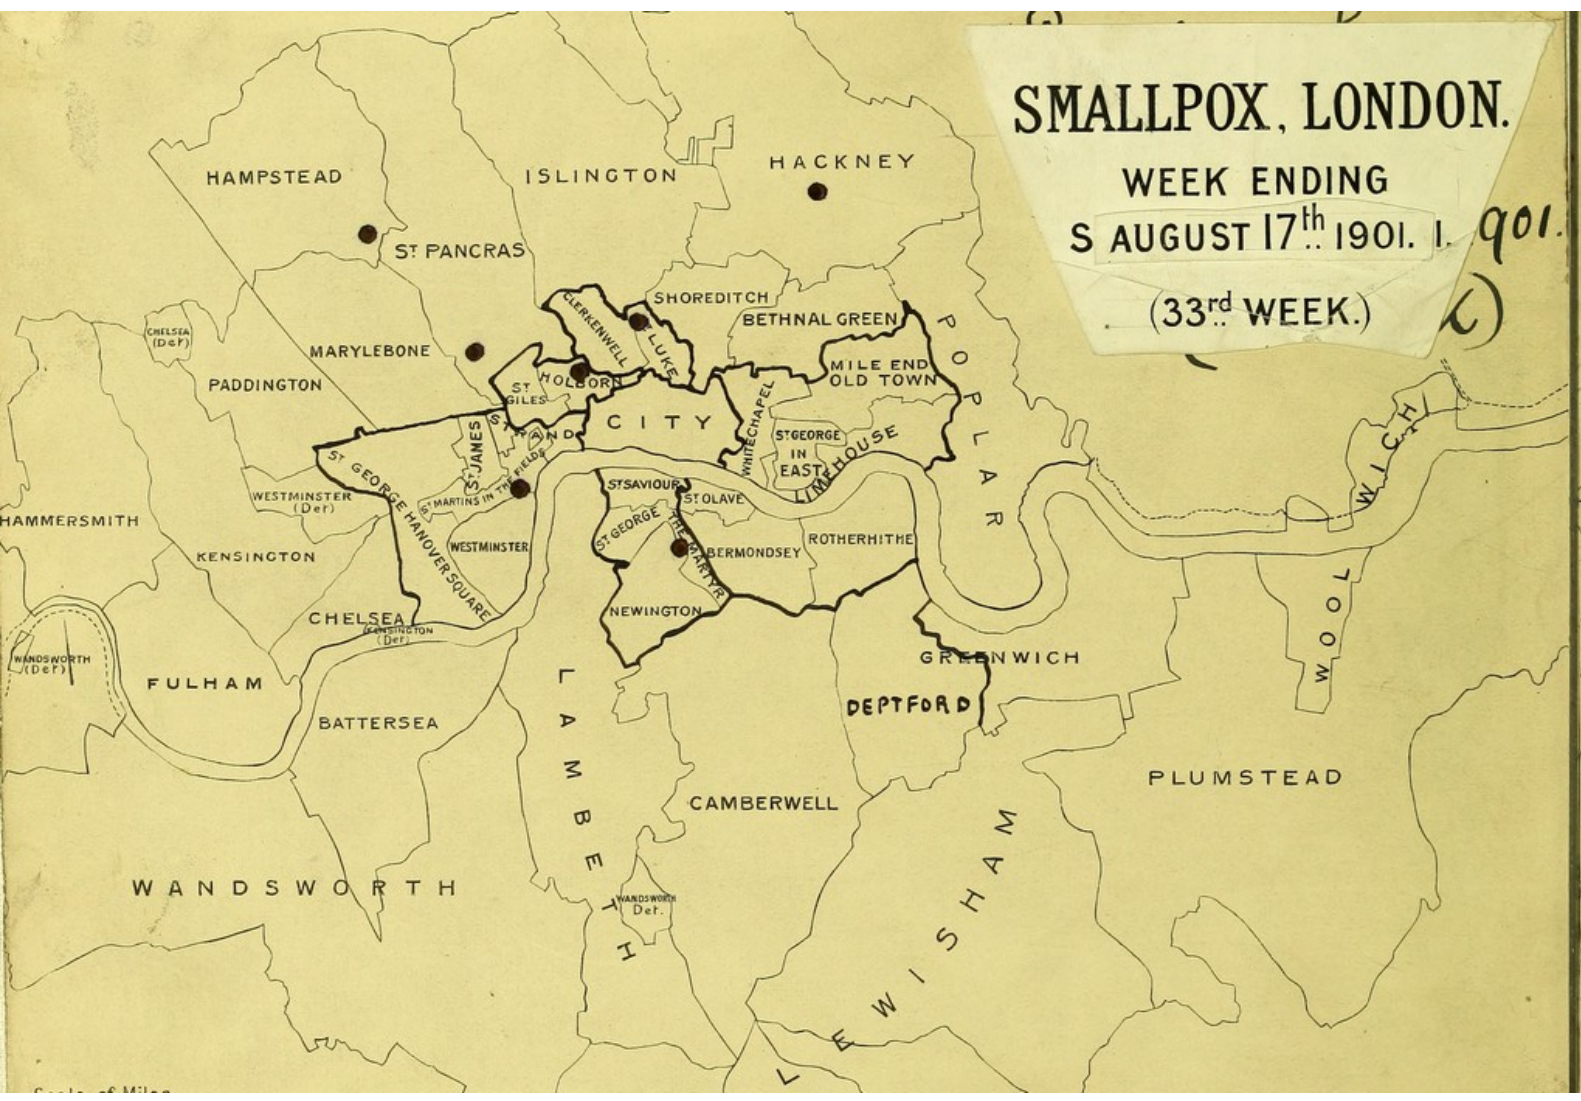 SMALLPOX, LONDON.
WEEK ENDING
S AUGUST 17th 1901. 1. 901.
(33rd WEEK.)
HAMPSTEAD
ISLINGTON
HACKNEY
ST PANCRAS
SHOREDITCH
BETHNAL GREEN
CLERKENWELL
ST LUKE
CHELSEA
(Det)
MARYLEBONE
PADDINGTON
HOLBORN
ST
GILES
MILE END
OLD TOWN
POPLAR
CITY
WHITECHAPEL
ST GEORGE
IN
EAST
LIMEHOUSE
STRAND
ST JAMES
ST MARTINS IN THE FIELDS
ST GEORGE HANOVER SQUARE
WESTMINSTER
(Det)
WESTMINSTER
HAMMERSMITH
KENSINGTON
CHELSEA
KENSINGTON
(Det)
ST SAVIOUR
ST OLAVE
ST GEORGE THE MARTYR
BERMONDSEY
ROTHERHITHE
NEWINGTON
WOOLWICH
WANDSWORTH
(Det)
FULHAM
BATTERSEA
LAMBETH
DEPTFORD
GREENWICH
CAMBERWELL
PLUMSTEAD
WANDSWORTH
WANDSWORTH
Det.
LEWISHAM
L
Scale of Miles